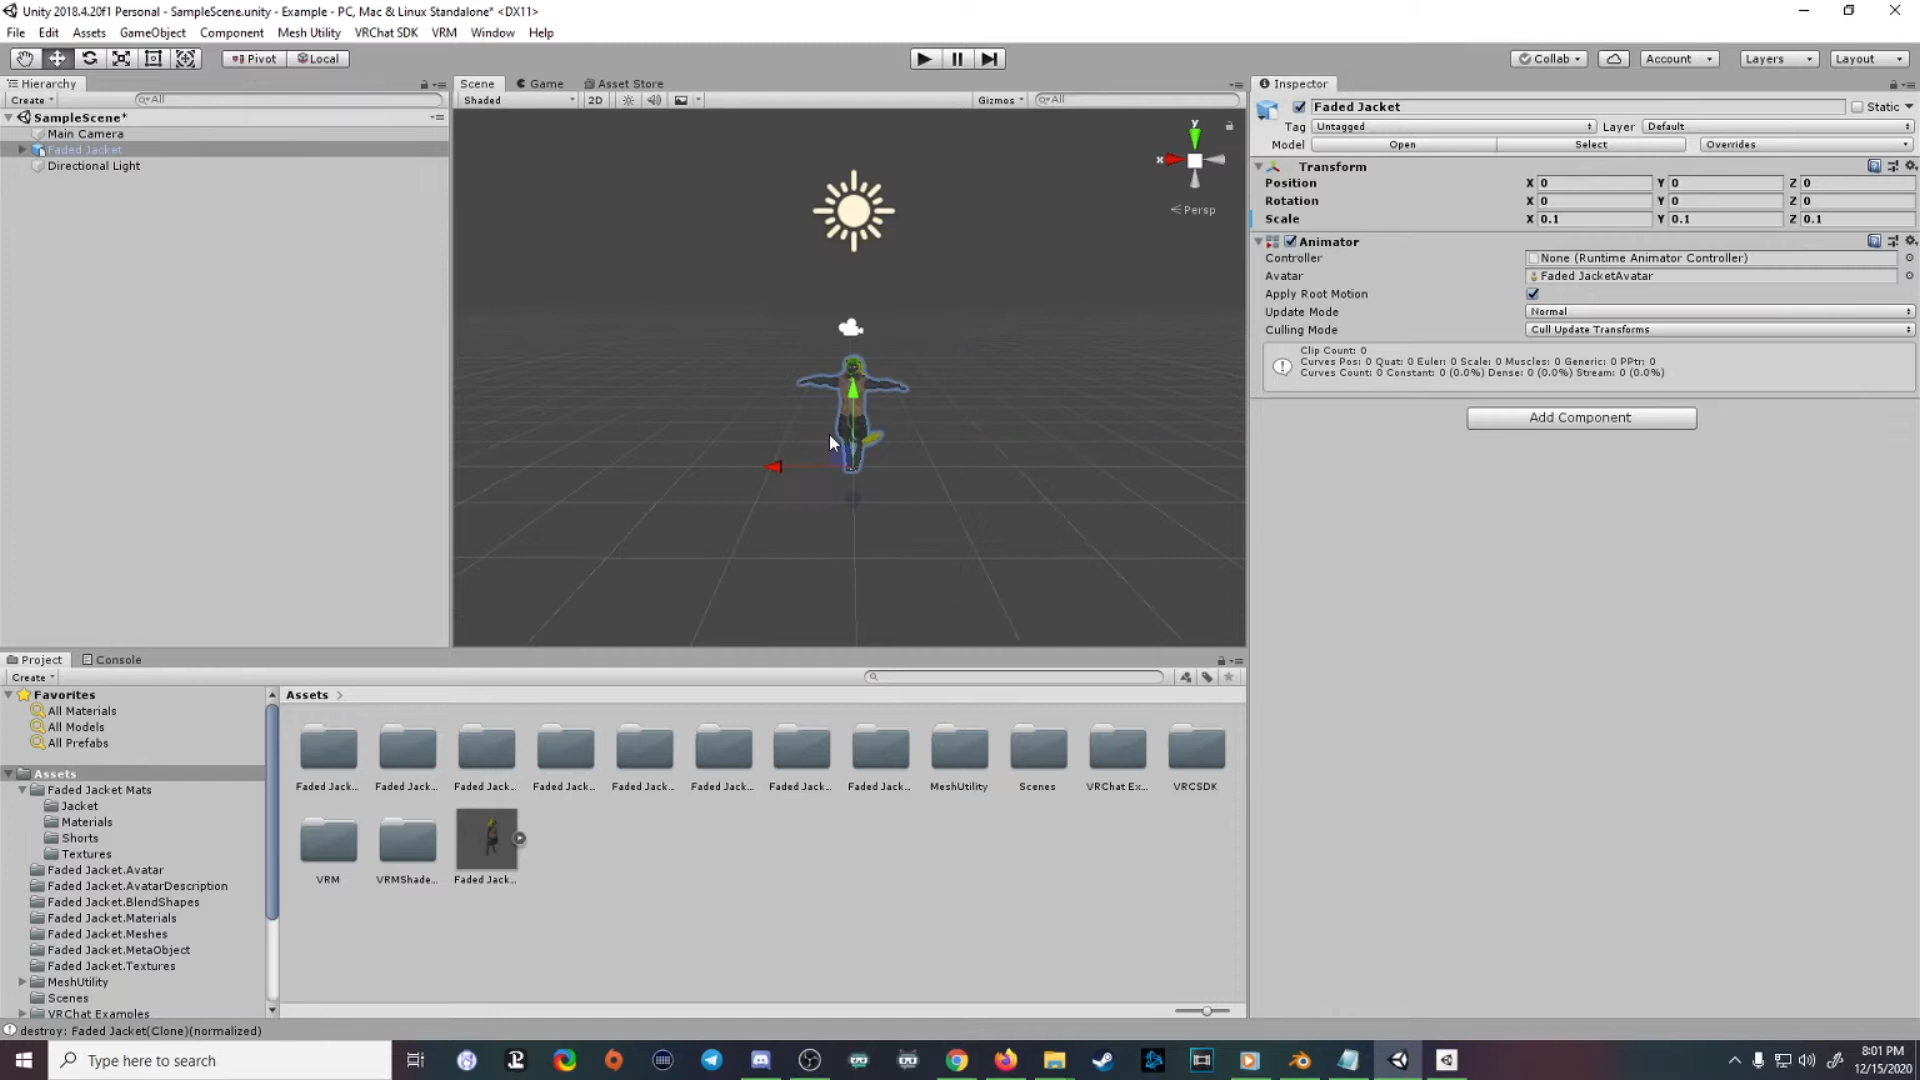 Unity 2018.4.20f1 Personal - SampleScene.unity - Example - PC, Mac & Linux Standalone* <DX11>
File Edit Assets GameObject Component Mesh Utility VRChat SDK VRM Window Help
Pivot Local Collab Account Layers Layout
Hierarchy
Create All
SampleScene*
Main Camera
Faded Jacket
Directional Light
Scene Game Asset Store
Shaded 2D Gizmos All
y
x
Persp
Inspector
Faded Jacket Static
Tag Untagged Layer Default
Model Open Select Overrides
Transform
Position X 0 Y 0 Z 0
Rotation X 0 Y 0 Z 0
Scale X 0.1 Y 0.1 Z 0.1
Animator
Controller None (Runtime Animator Controller)
Avatar Faded JacketAvatar
Apply Root Motion
Update Mode Normal
Culling Mode Cull Update Transforms
Clip Count: 0
Curves Pos: 0 Quat: 0 Euler: 0 Scale: 0 Muscles: 0 Generic: 0 PPtr: 0
Curves Count: 0 Constant: 0 (0.0%) Dense: 0 (0.0%) Stream: 0 (0.0%)
Add Component
Project Console
Create
Favorites
All Materials
All Models
All Prefabs
Assets
Faded Jacket Mats
Jacket
Materials
Shorts
Textures
Faded Jacket.Avatar
Faded Jacket.AvatarDescription
Faded Jacket.BlendShapes
Faded Jacket.Materials
Faded Jacket.Meshes
Faded Jacket.MetaObject
Faded Jacket.Textures
MeshUtility
Scenes
VRChat Examples
Assets
Faded Jack... Faded Jack... Faded Jack... Faded Jack... Faded Jack... Faded Jack... Faded Jack... Faded Jack... MeshUtility Scenes VRChat Ex... VRCSDK
VRM VRMShade... Faded Jack...
destroy: Faded Jacket(Clone)(normalized)
Type here to search
8:01 PM
12/15/2020